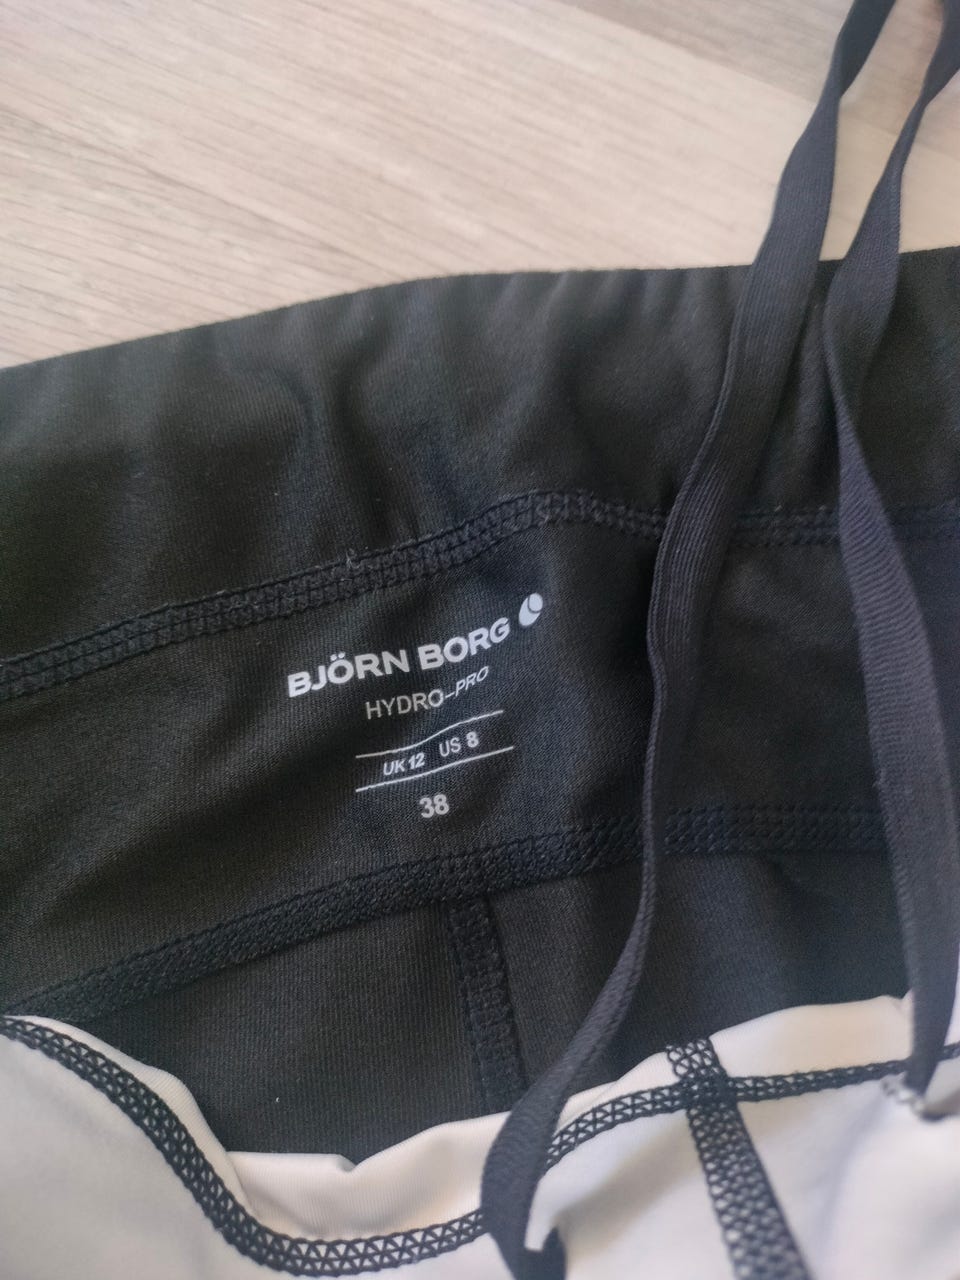 BJÖRN BORG
HYDRO-PRO
UK 12 US 8
38